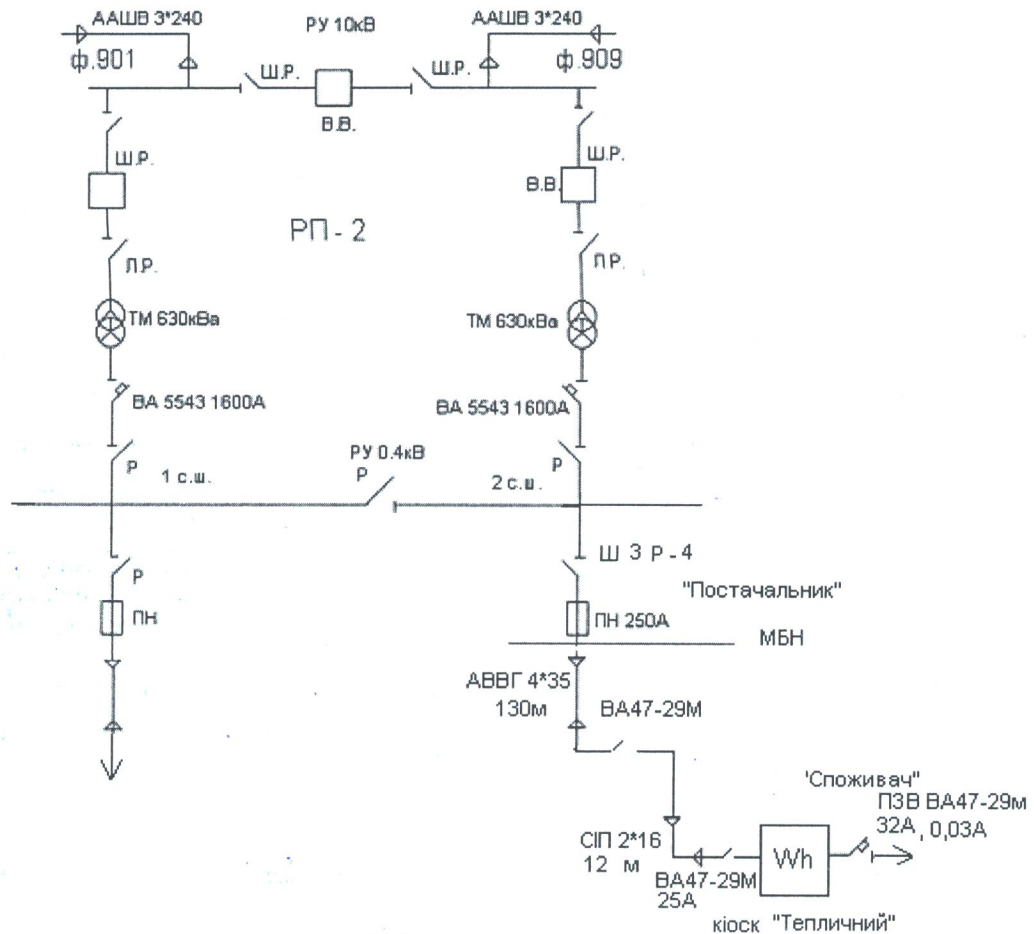 ААШВ 3*240
РУ 10кВ
ААШВ 3*240
ф.901
ф.909
Ш.Р.
Ш.Р.
В.В.
Ш.Р.
Ш.Р.
В.В.
РП - 2
Л.Р.
Л.Р.
ТМ 630кВа
ТМ 630кВа
ВА 5543 1600А
ВА 5543 1600А
Р
РУ 0.4кВ
Р
Р
1 с.ш.
2 с.ш.
Ш 3 Р - 4
Р
"Постачальник"
ПН
ПН 250А
МБН
АВВГ 4*35
130м
ВА47-29М
'Споживач"
ПЗВ ВА47-29м
32А, 0,03А
СІП 2*16
12 м
Wh
ВА47-29М
25А
кіоск "Тепличний"